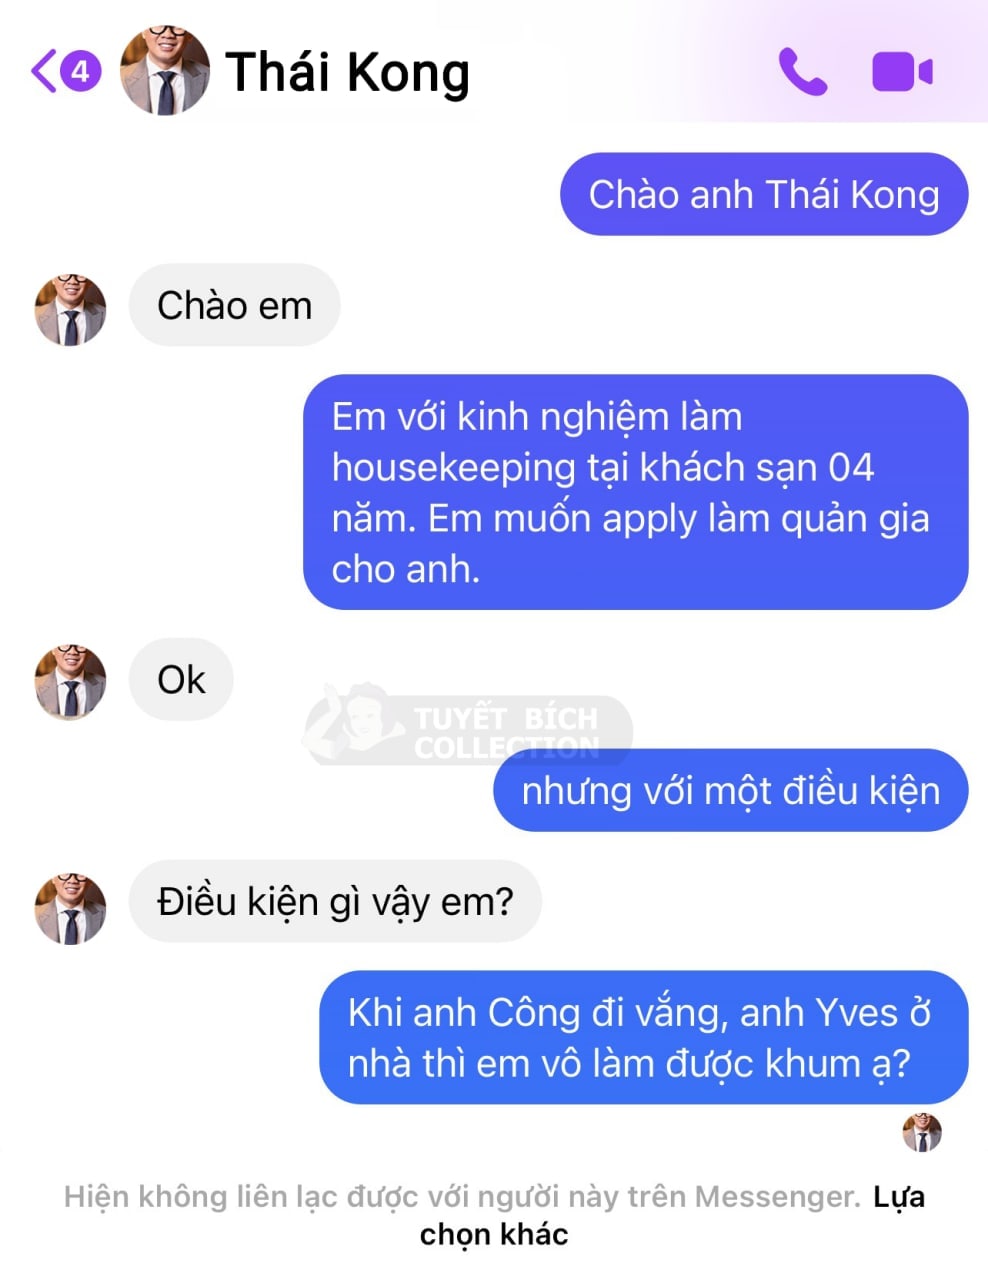 4
Thái Kong
Chào anh Thái Kong
Chào em
Em với kinh nghiệm làm
housekeeping tại khách sạn 04
năm. Em muốn apply làm quản gia
cho anh.
Ok
TUYẾT BÍCH
COLLECTION
nhưng với một điều kiện
Điều kiện gì vậy em?
Khi anh Công đi vắng, anh Yves ở
nhà thì em vô làm được khum ạ?
Hiện không liên lạc được với người này trên Messenger. Lựa
chọn khác